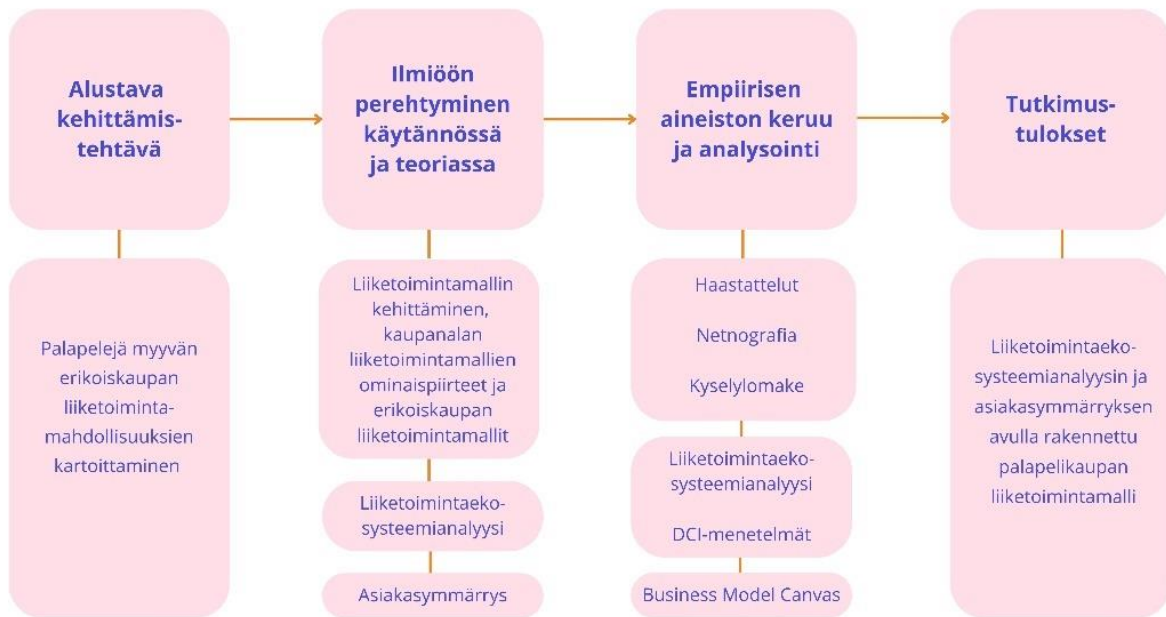 Alustava
kehittämis-
tehtävä
Palapelejä myyvän
erikoiskaupan
liiketoiminta-
mahdollisuuksien
kartoittaminen
Ilmiöön
perehtyminen
käytännössä
ja teoriassa
Liiketoimintamallin
kehittäminen,
kaupanalan
liiketoimintamallien
ominaispiirteet ja
erikoiskaupan
liiketoimintamallit
Liiketoimintaeko-
systeemianalyysi
Asiakasymmärrys
Empiirisen
aineiston keruu
ja analysointi
Haastattelut
Netnografia
Kyselylomake
Liiketoimintaeko-
systeemianalyysi
DCI-menetelmät
Business Model Canvas
Tutkimus-
tulokset
Liiketoimintaeko-
systeemianalyysin ja
asiakasymmärryksen
avulla rakennettu
palapelikaupan
liiketoimintamalli